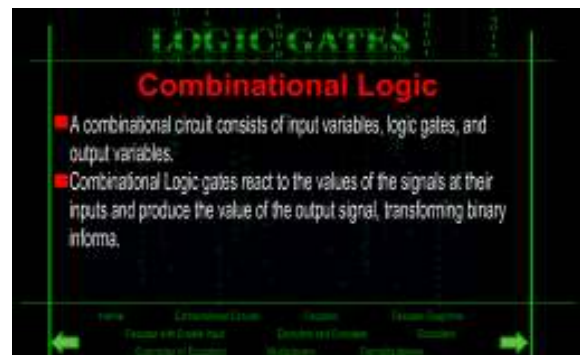 LOGIC GATES
Combinational Logic
A combinational circuit consists of input variables, logic gates, and
output variables.
Combinational Logic gates react to the values of the signals at their
inputs and produce the value of the output signal, transforming binary
informa.
Home